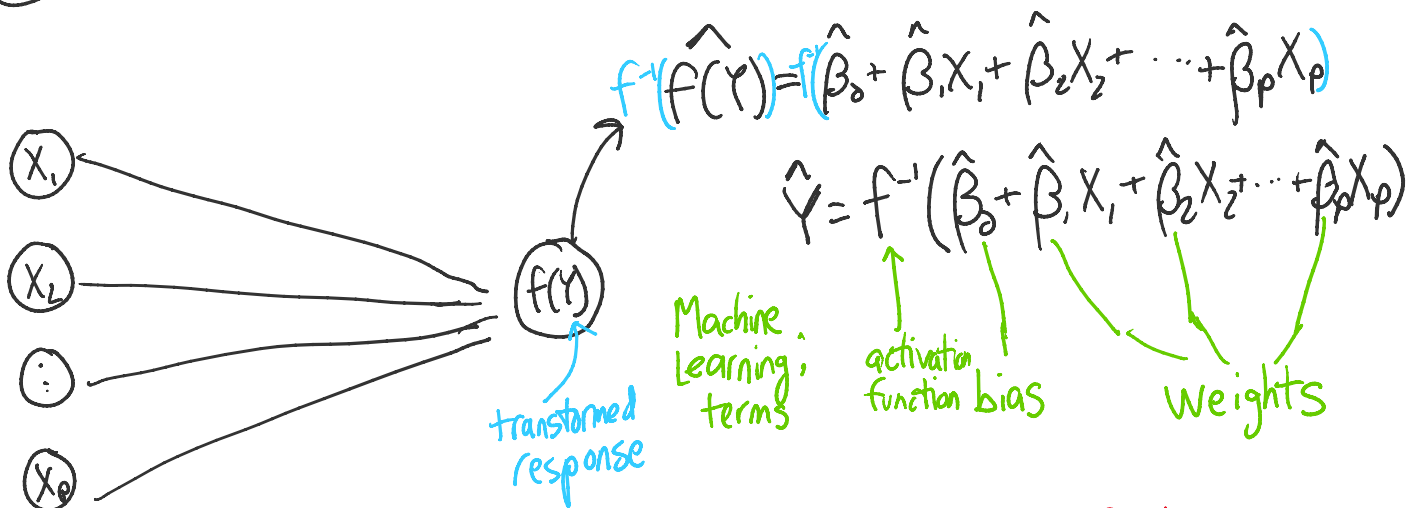 f⁻¹(f(Y)^) = f⁻¹(β̂₀ + β̂₁X₁ + β̂₂X₂ + ... + β̂ₚXₚ)
Ŷ = f⁻¹(β̂₀ + β̂₁X₁ + β̂₂X₂ + ... + β̂ₚXₚ)
X₁
X₂
:
Xₚ
f(Y)
transformed
response
Machine
Learning:
terms
activation
function
bias
weights